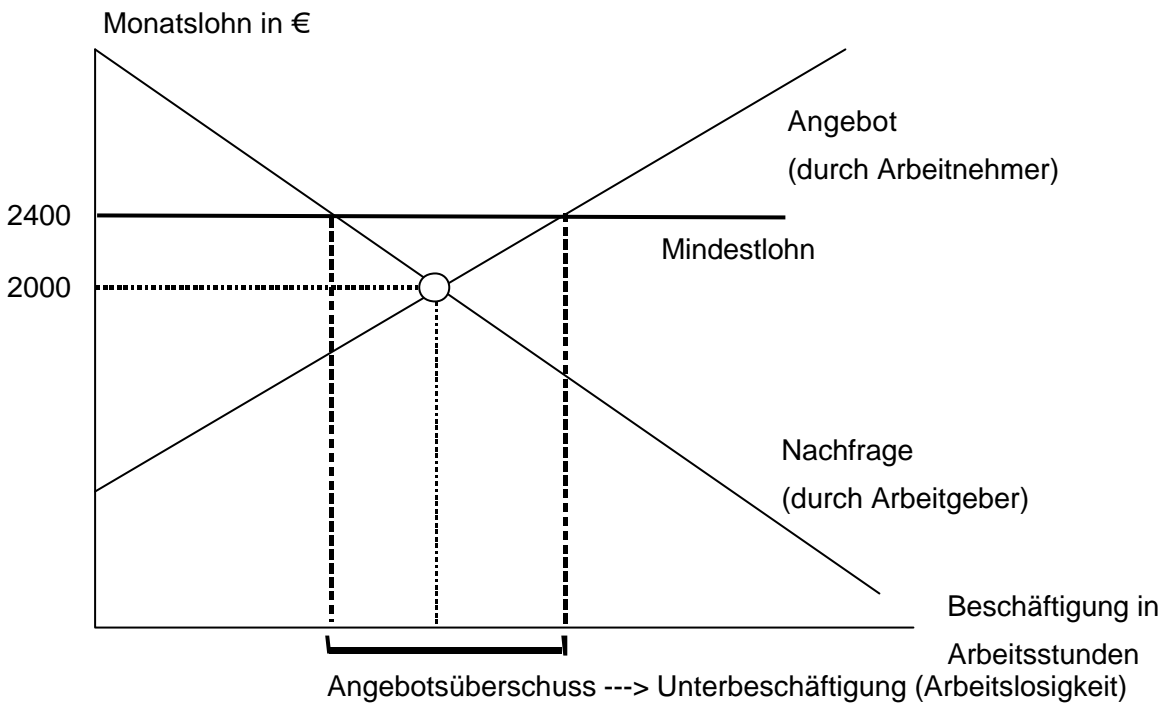 Monatslohn in €
Angebot
(durch Arbeitnehmer)
2400
Mindestlohn
2000
Nachfrage
(durch Arbeitgeber)
Beschäftigung in
Arbeitsstunden
Angebotsüberschuss ---> Unterbeschäftigung (Arbeitslosigkeit)